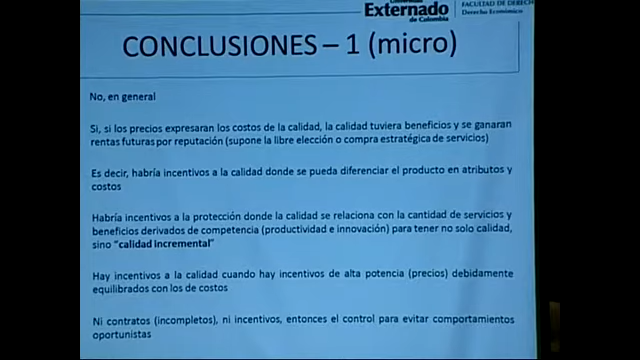 Externado
de Colombia
FACULTAD DE DERECH
Derecho Económico
CONCLUSIONES – 1 (micro)
No, en general
Si, si los precios expresaran los costos de la calidad, la calidad tuviera beneficios y se ganaran
rentas futuras por reputación (supone la libre elección o compra estratégica de servicios)
Es decir, habría incentivos a la calidad donde se pueda diferenciar el producto en atributos y
costos
Habría incentivos a la protección donde la calidad se relaciona con la cantidad de servicios y
beneficios derivados de competencia (productividad e innovación) para tener no solo calidad,
sino "calidad incremental"
Hay incentivos a la calidad cuando hay incentivos de alta potencia (precios) debidamente
equilibrados con los de costos
Ni contratos (incompletos), ni incentivos, entonces el control para evitar comportamientos
oportunistas